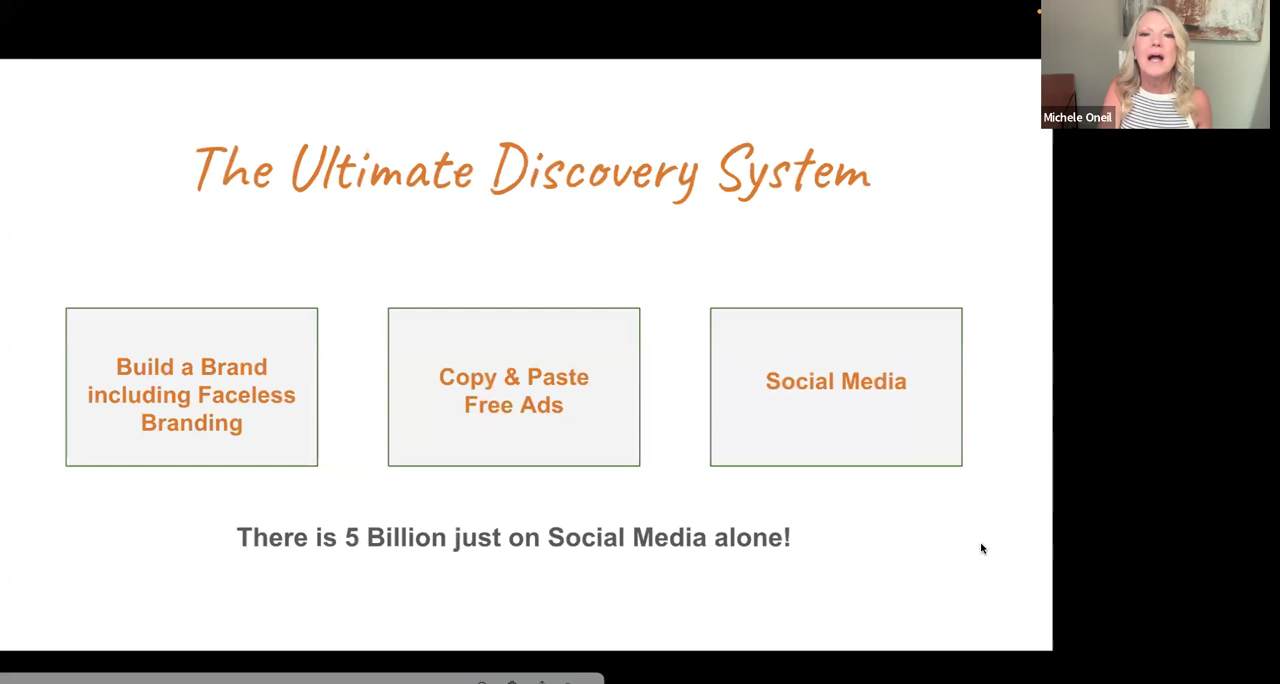 The Ultimate Discovery System
Build a Brand
including Faceless
Branding
Copy & Paste
Free Ads
Social Media
There is 5 Billion just on Social Media alone!
Michele Oneil